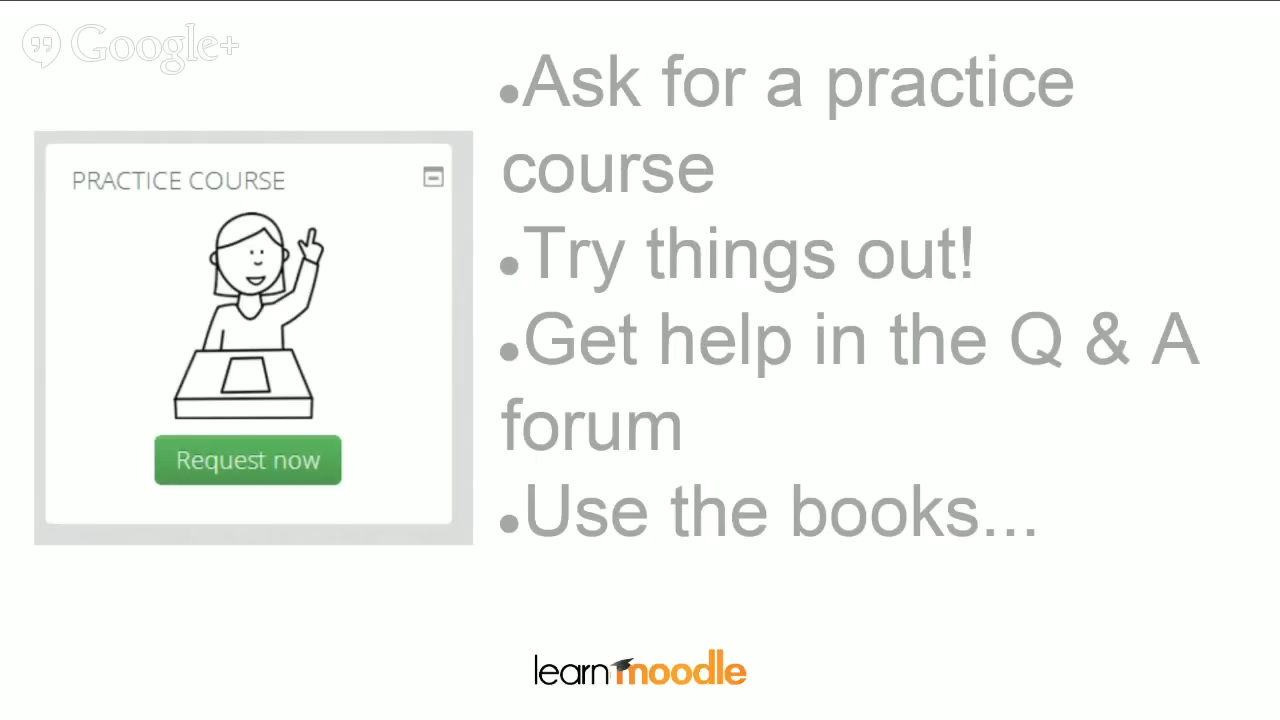 Google+
PRACTICE COURSE
Request now
•Ask for a practice
course
•Try things out!
•Get help in the Q & A
forum
•Use the books...
learnmoodle